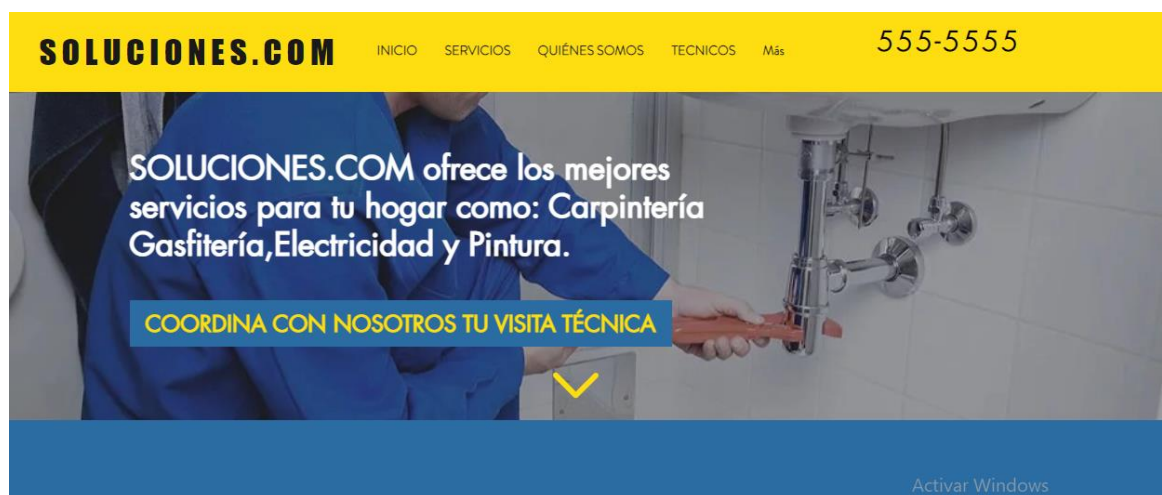 SOLUCIONES.COM
INICIO SERVICIOS QUIÉNES SOMOS TECNICOS Más
555-5555
SOLUCIONES.COM ofrece los mejores
servicios para tu hogar como: Carpintería
Gasfitería,Electricidad y Pintura.
COORDINA CON NOSOTROS TU VISITA TÉCNICA
Activar Windows